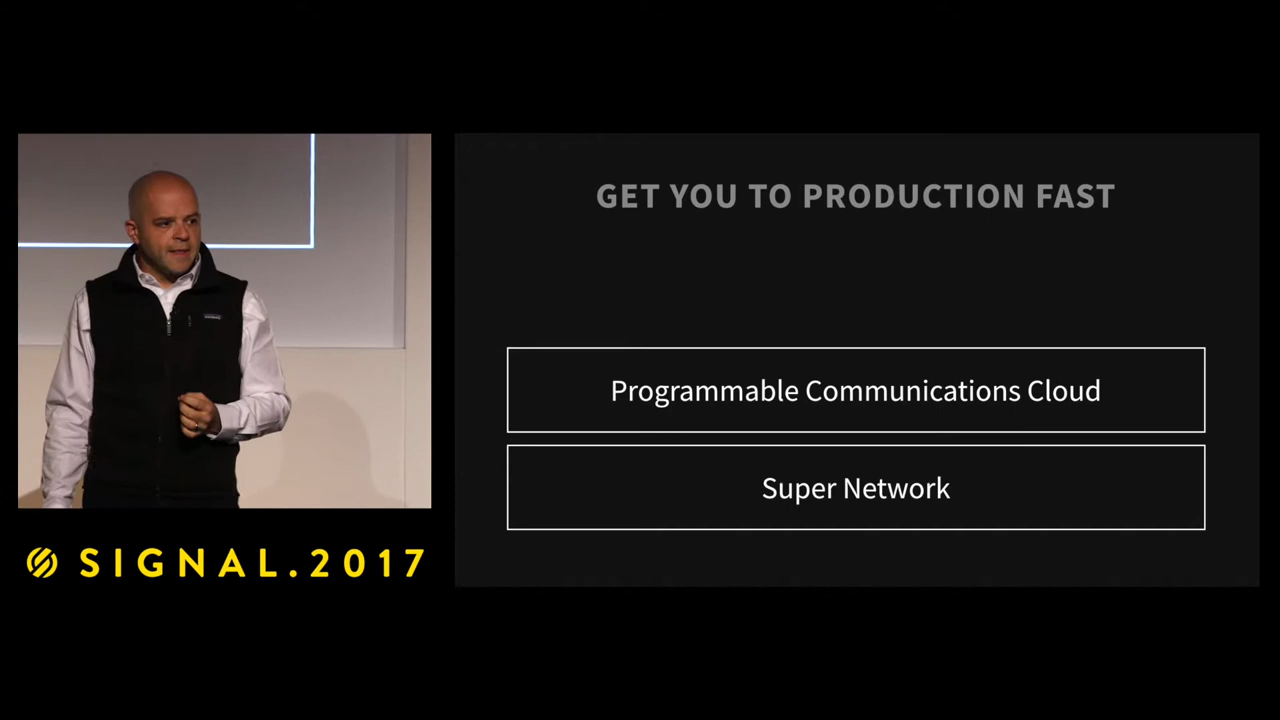 GET YOU TO PRODUCTION FAST
Programmable Communications Cloud
Super Network
SIGNAL.2017